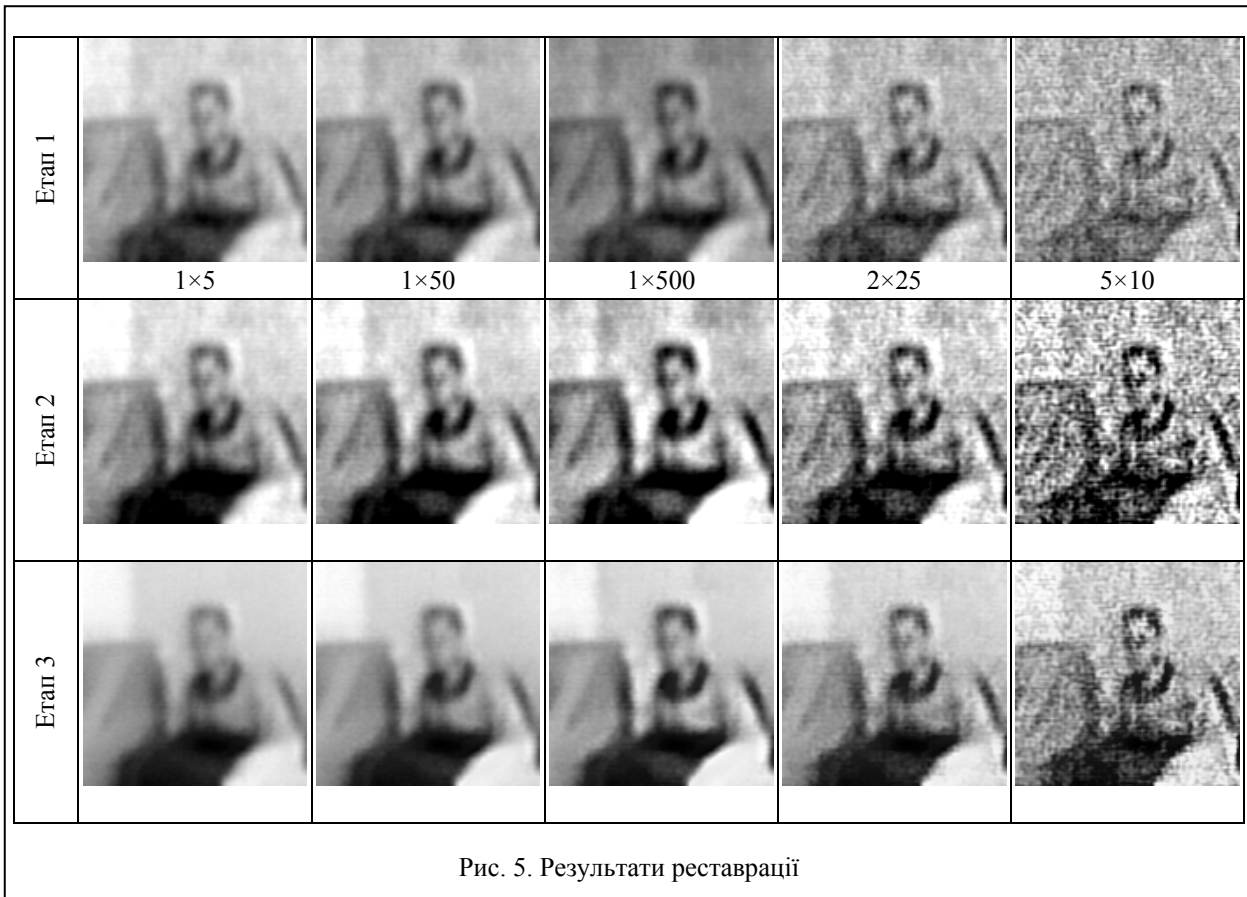 Етап 1
1×5 1×50 1×500 2×25 5×10
Етап 2
Етап 3
Рис. 5. Результати реставрації